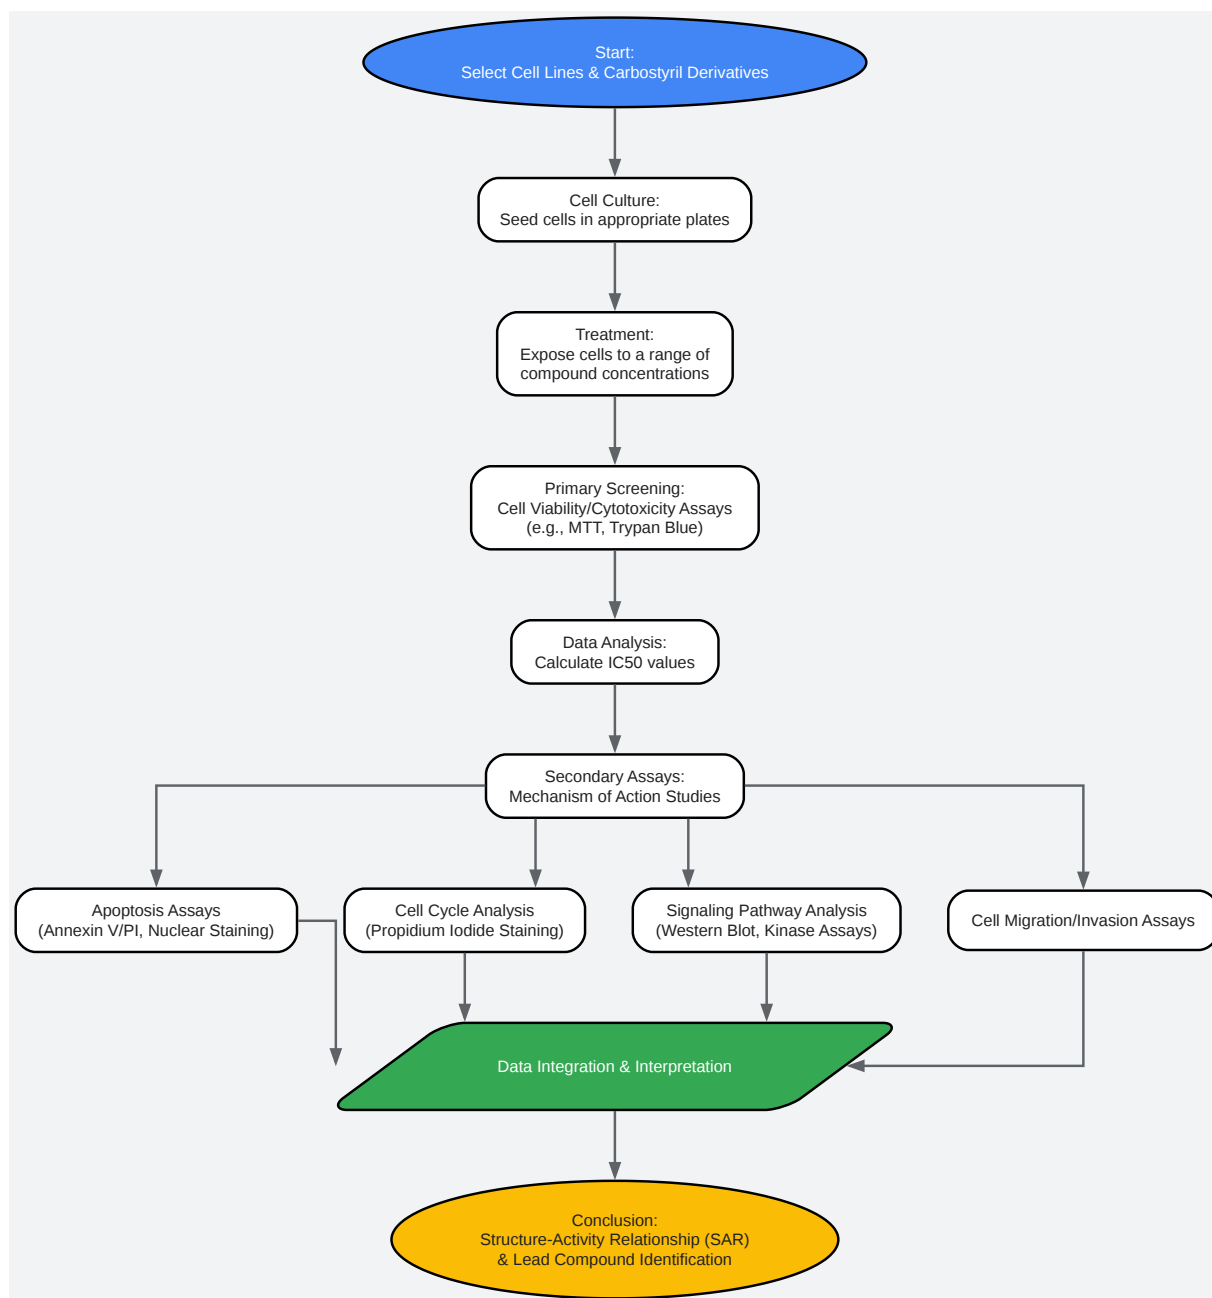 Start:
Select Cell Lines & Carbostyril Derivatives
Cell Culture:
Seed cells in appropriate plates
Treatment:
Expose cells to a range of
compound concentrations
Primary Screening:
Cell Viability/Cytotoxicity Assays
(e.g., MTT, Trypan Blue)
Data Analysis:
Calculate IC50 values
Secondary Assays:
Mechanism of Action Studies
Apoptosis Assays
(Annexin V/PI, Nuclear Staining)
Cell Cycle Analysis
(Propidium Iodide Staining)
Signaling Pathway Analysis
(Western Blot, Kinase Assays)
Cell Migration/Invasion Assays
Data Integration & Interpretation
Conclusion:
Structure-Activity Relationship (SAR)
& Lead Compound Identification